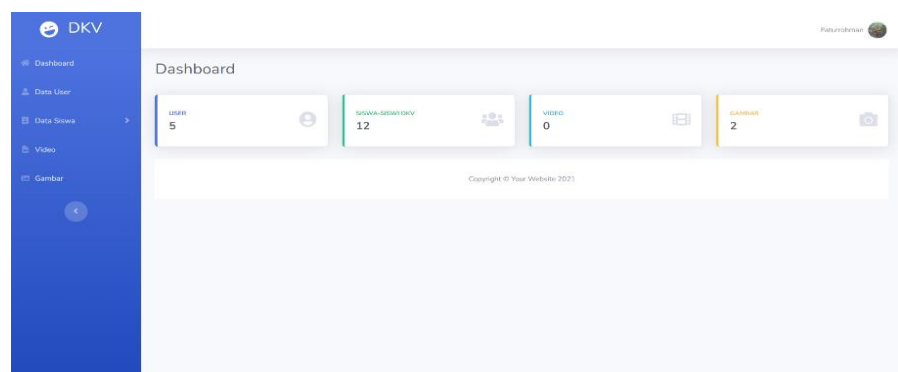 DKV
Faturrohman
Dashboard
Data User
Data Siswa
Video
Gambar
Dashboard
USER
5
SISWA-SISWI DKV
12
VIDEO
0
GAMBAR
2
Copyright © Your Website 2021